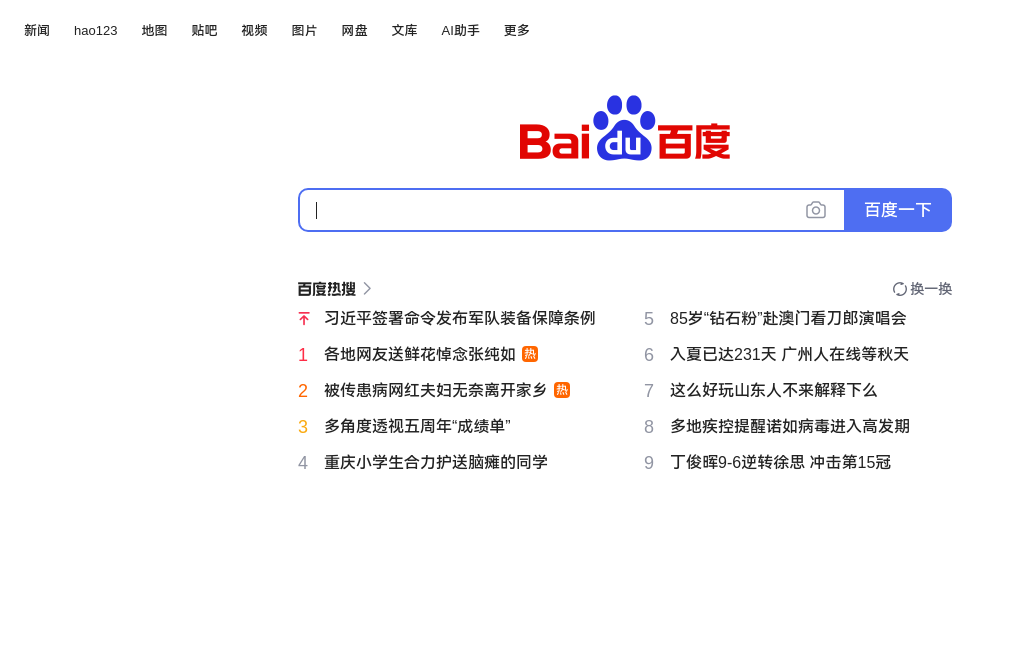 新闻 hao123 地图 贴吧 视频 图片 网盘 文库 AI助手 更多
Bai du 百度
百度一下
百度热搜 换一换
习近平签署命令发布军队装备保障条例
1 各地网友送鲜花悼念张纯如 热
2 被传患病网红夫妇无奈离开家乡 热
3 多角度透视五周年“成绩单”
4 重庆小学生合力护送脑瘫的同学
5 85岁“钻石粉”赴澳门看刀郎演唱会
6 入夏已达231天 广州人在线等秋天
7 这么好玩山东人不来解释下么
8 多地疾控提醒诺如病毒进入高发期
9 丁俊晖9-6逆转徐思 冲击第15冠